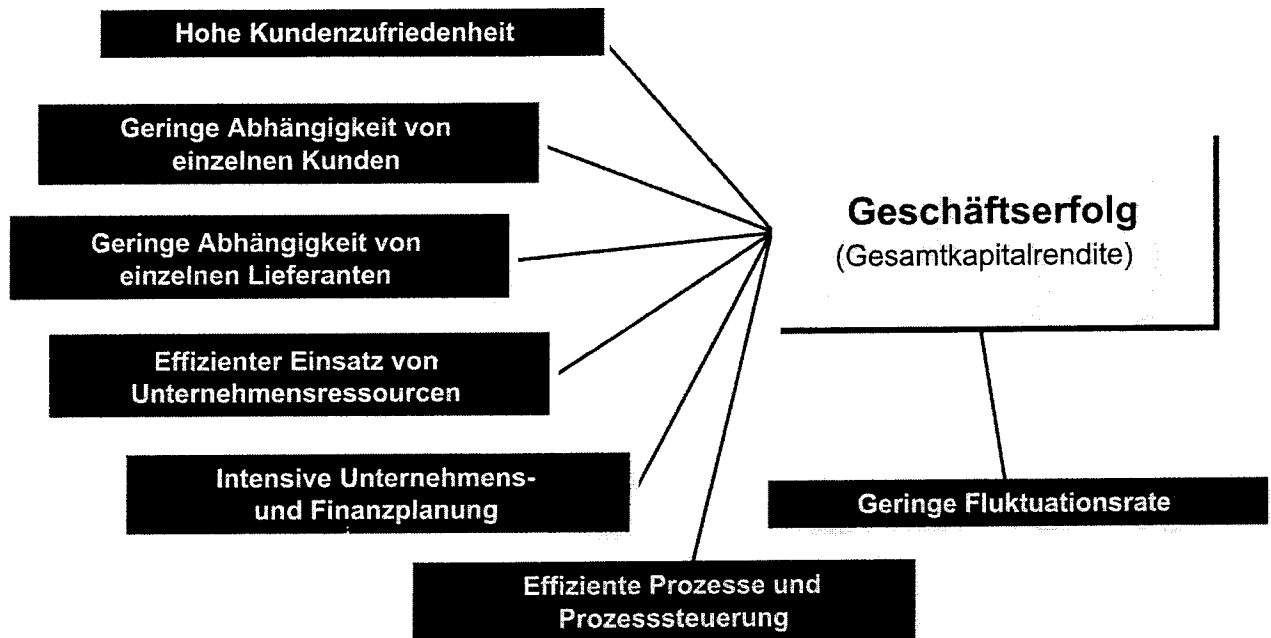 Hohe Kundenzufriedenheit
Geringe Abhängigkeit von
einzelnen Kunden
Geringe Abhängigkeit von
einzelnen Lieferanten
Effizienter Einsatz von
Unternehmensressourcen
Intensive Unternehmens-
und Finanzplanung
Effiziente Prozesse und
Prozesssteuerung
Geschäftserfolg
(Gesamtkapitalrendite)
Geringe Fluktuationsrate